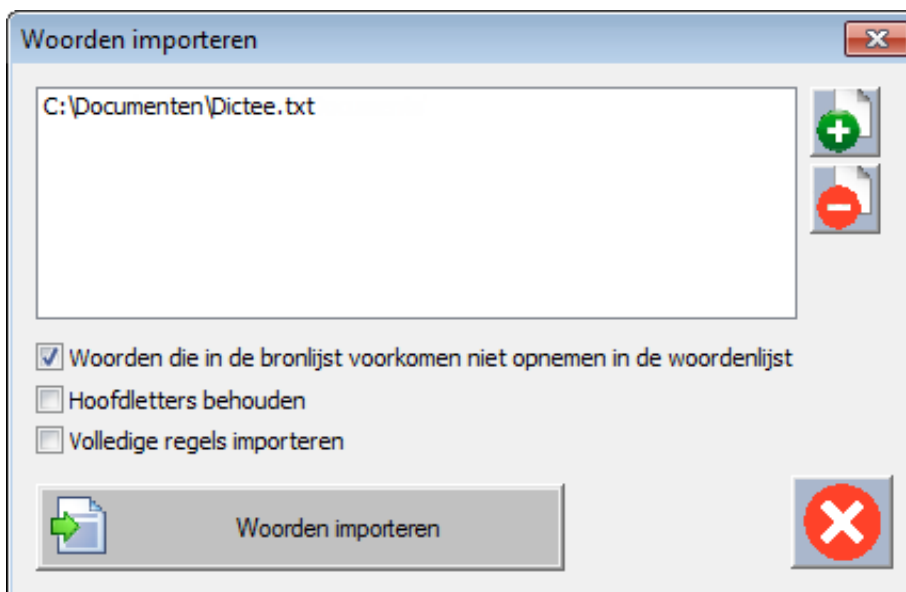 Woorden importeren
C:\Documenten\Dictee.txt
Woorden die in de bronlijst voorkomen niet opnemen in de woordenlijst
Hoofdletters behouden
Volledige regels importeren
Woorden importeren